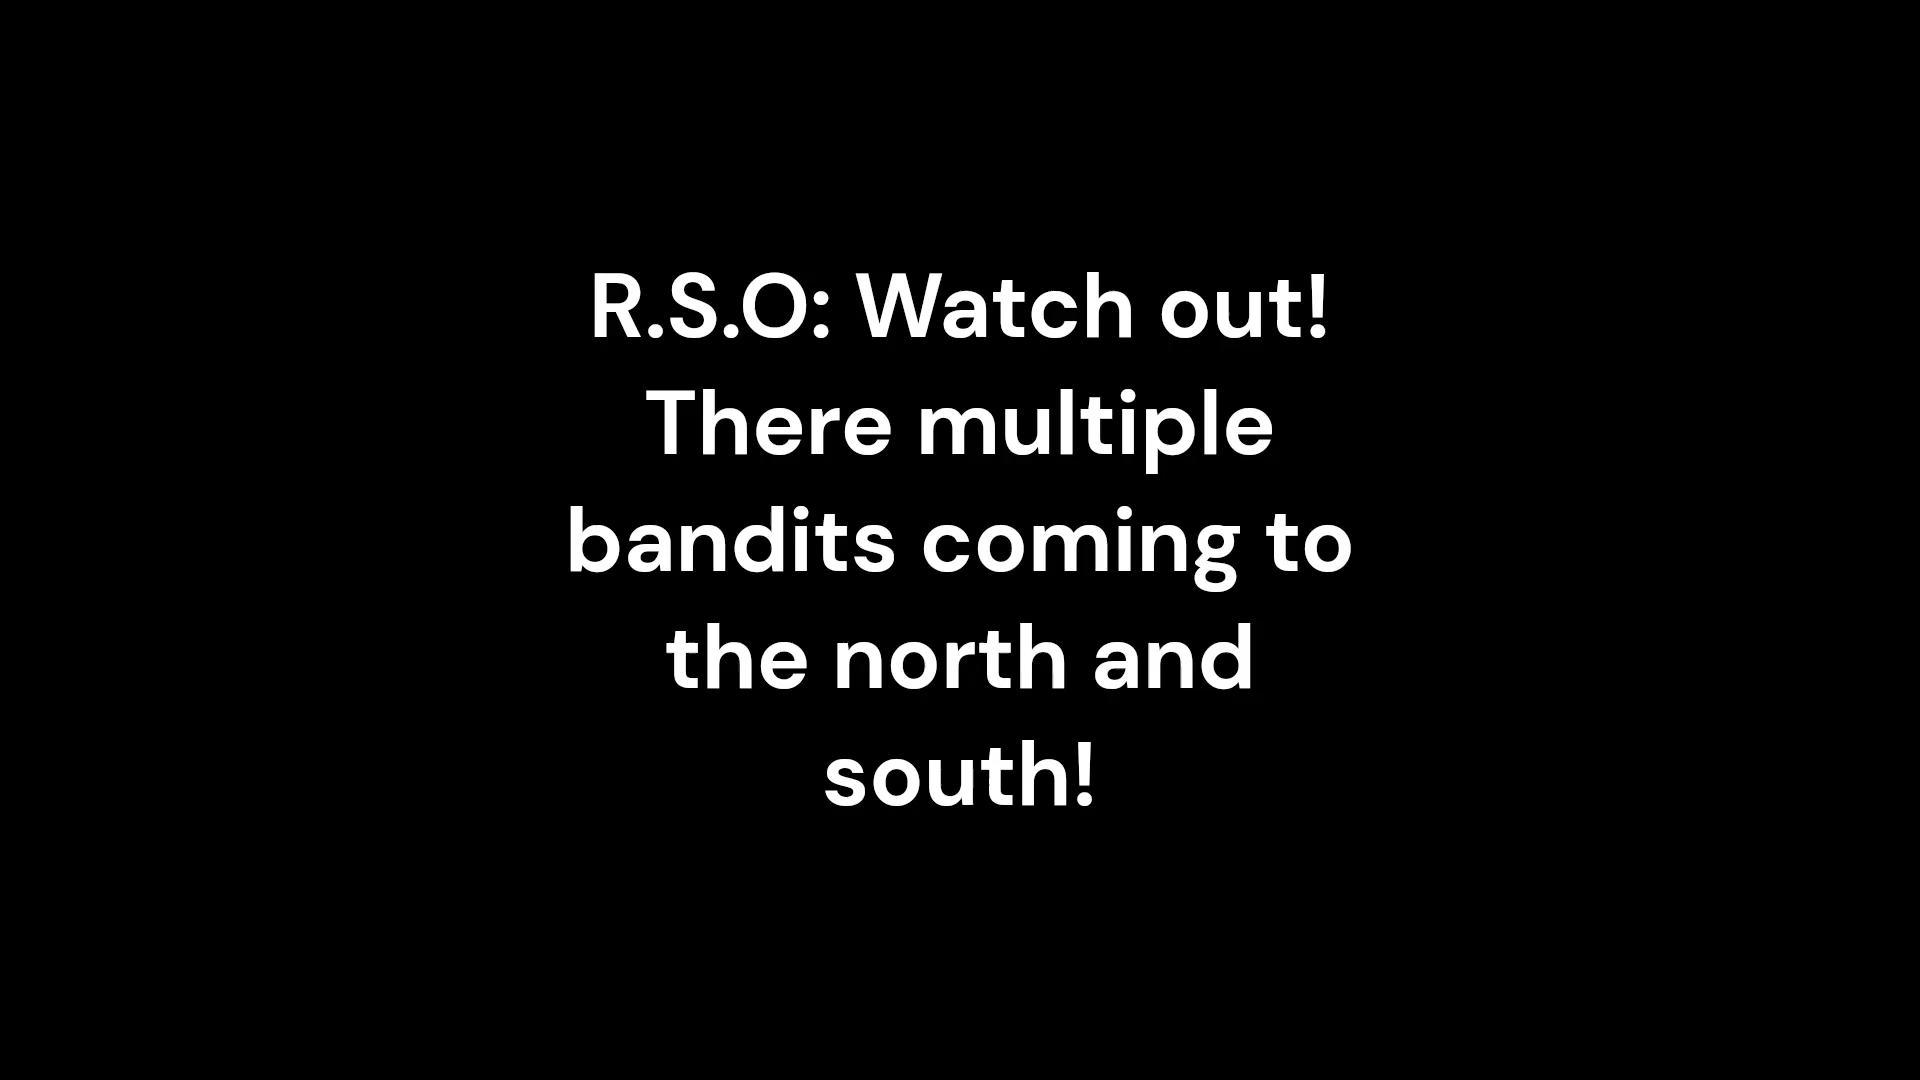 R.S.O: Watch out!
There multiple
bandits coming to
the north and
south!